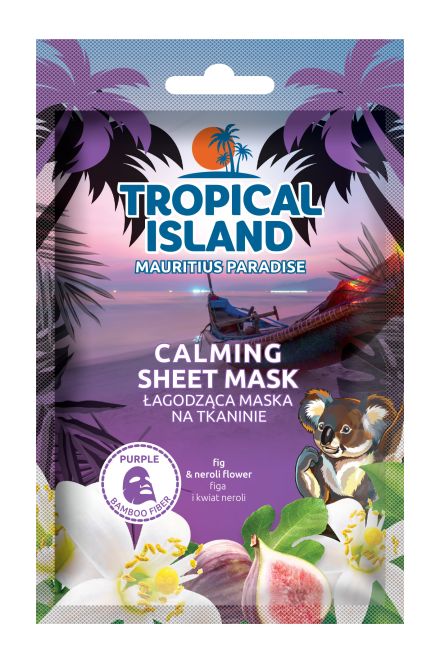 TROPICAL
ISLAND
MAURITIUS PARADISE
CALMING
SHEET MASK
ŁAGODZĄCA MASKA
NA TKANINIE
PURPLE
BAMBOO FIBER
fig
& neroli flower
figa
i kwiat neroli